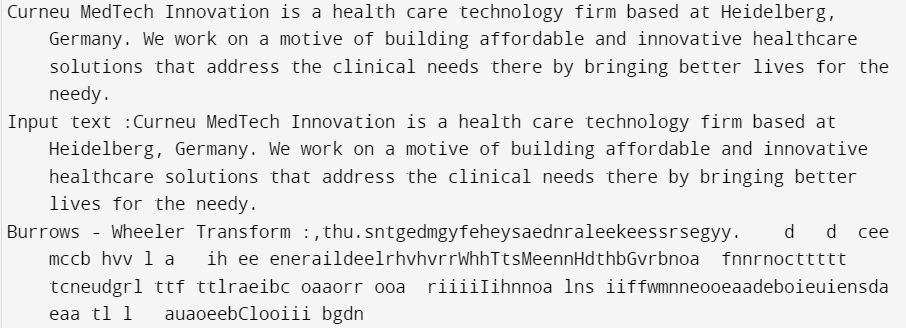 Curneu MedTech Innovation is a health care technology firm based at Heidelberg,
Germany. We work on a motive of building affordable and innovative healthcare
solutions that address the clinical needs there by bringing better lives for the
needy.
Input text :Curneu MedTech Innovation is a health care technology firm based at
Heidelberg, Germany. We work on a motive of building affordable and innovative
healthcare solutions that address the clinical needs there by bringing better
lives for the needy.
Burrows - Wheeler Transform :,thu.sntgedmgyfeheysaednraleekeessrsegyy.    d   d  cee
mccb hvv l a   ih ee eneraildeelrhvhvrrWhhTtsMeennHdthbGvrbnoa  fnnrnocttttt
tcneudgrl ttf ttlraeibc oaaorr ooa  riiiiIihnnoa lns iiffwmnneooeaadeboieuiensda
eaa tl l   auaoeebClooiii bgdn